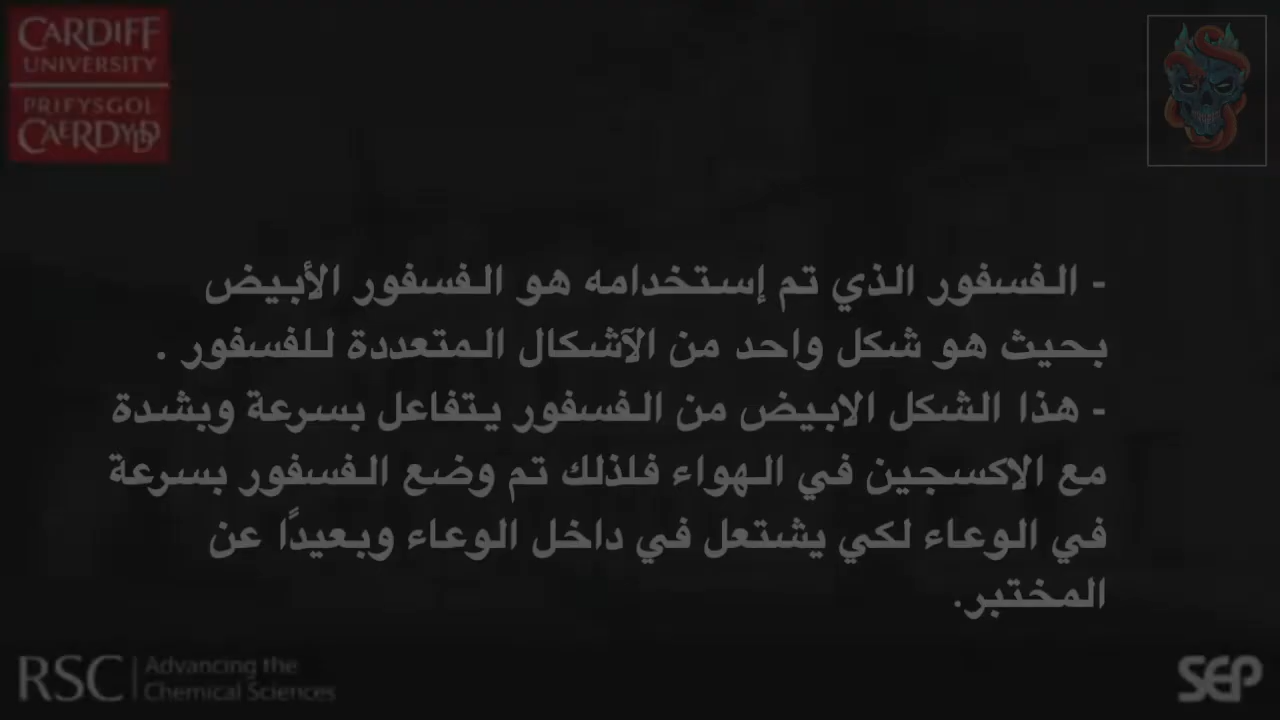 CARDIFF
UNIVERSITY
PRIFYSGOL
CAERDYDD
- الفسفور الذي تم إستخدامه هو الفسفور الأبيض
بحيث هو شكل واحد من الآشكال المتعددة للفسفور .
- هذا الشكل الابيض من الفسفور يتفاعل بسرعة وبشدة
مع الاكسجين في الهواء فلذلك تم وضع الفسفور بسرعة
في الوعاء لكي يشتعل في داخل الوعاء وبعيدًا عن
المختبر.
RSC
Advancing the
Chemical Sciences
SEP